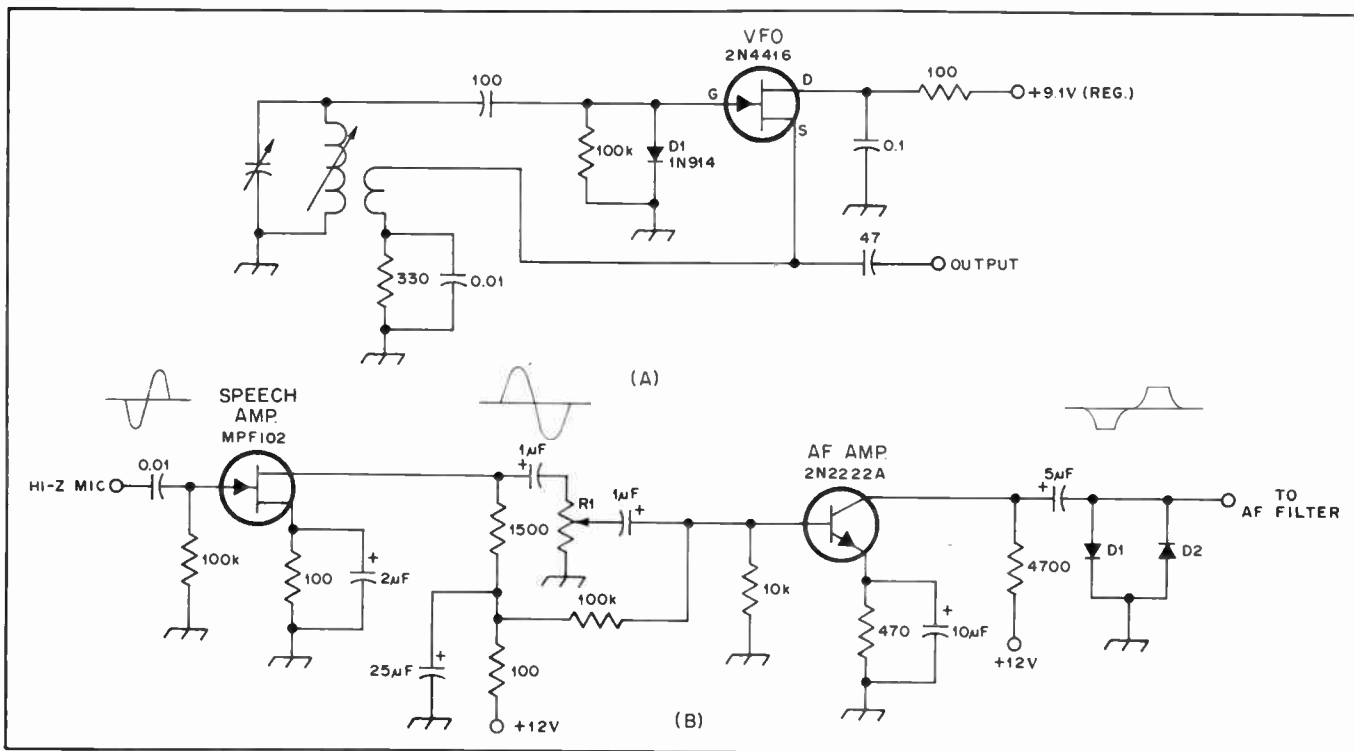 VFO
2N4416
100
G
D
S
100
+9.1V (REG.)
100k
D1
1N914
0.1
47
OUTPUT
330
0.01
(A)
SPEECH
AMP.
MPF102
HI-Z MIC
0.01
100k
100
+
2µF
1µF
+
1500
R1
1µF
+
100k
25µF
+
100
+12V
(B)
AF AMP.
2N2222A
10k
470
+
10µF
4700
+12V
5µF
+
D1
D2
TO
AF FILTER